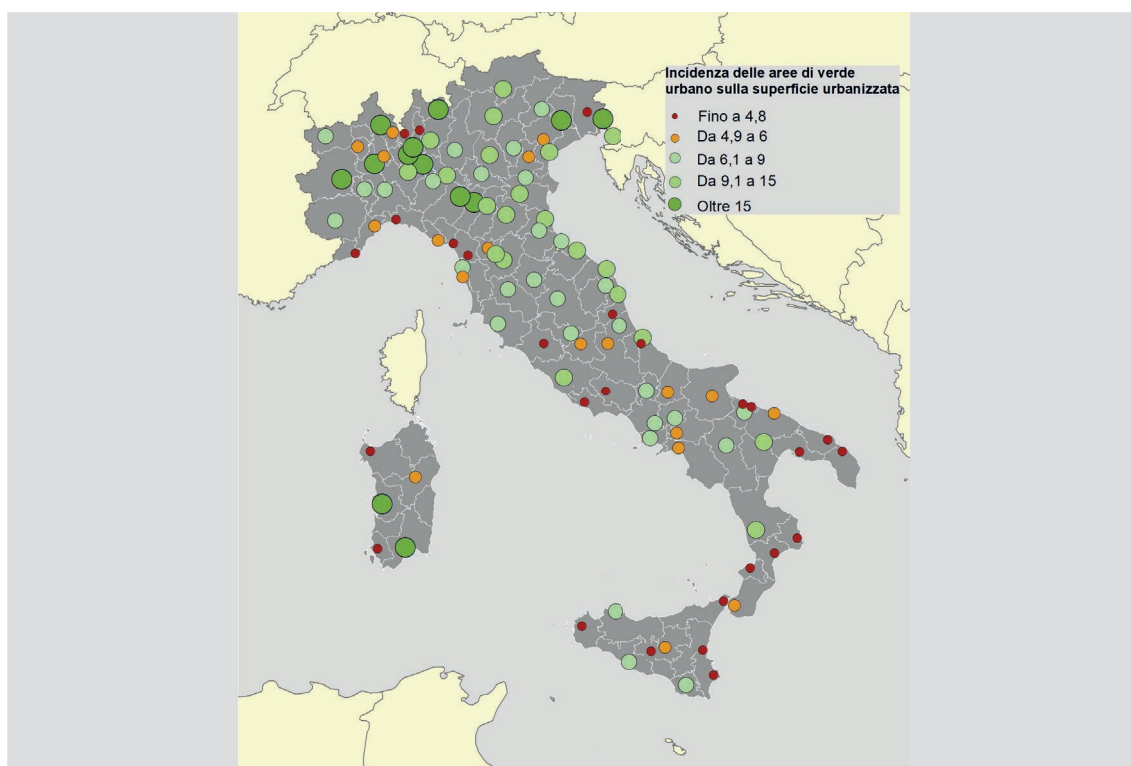 Incidenza delle aree di verde
urbano sulla superficie urbanizzata
Fino a 4,8
Da 4,9 a 6
Da 6,1 a 9
Da 9,1 a 15
Oltre 15